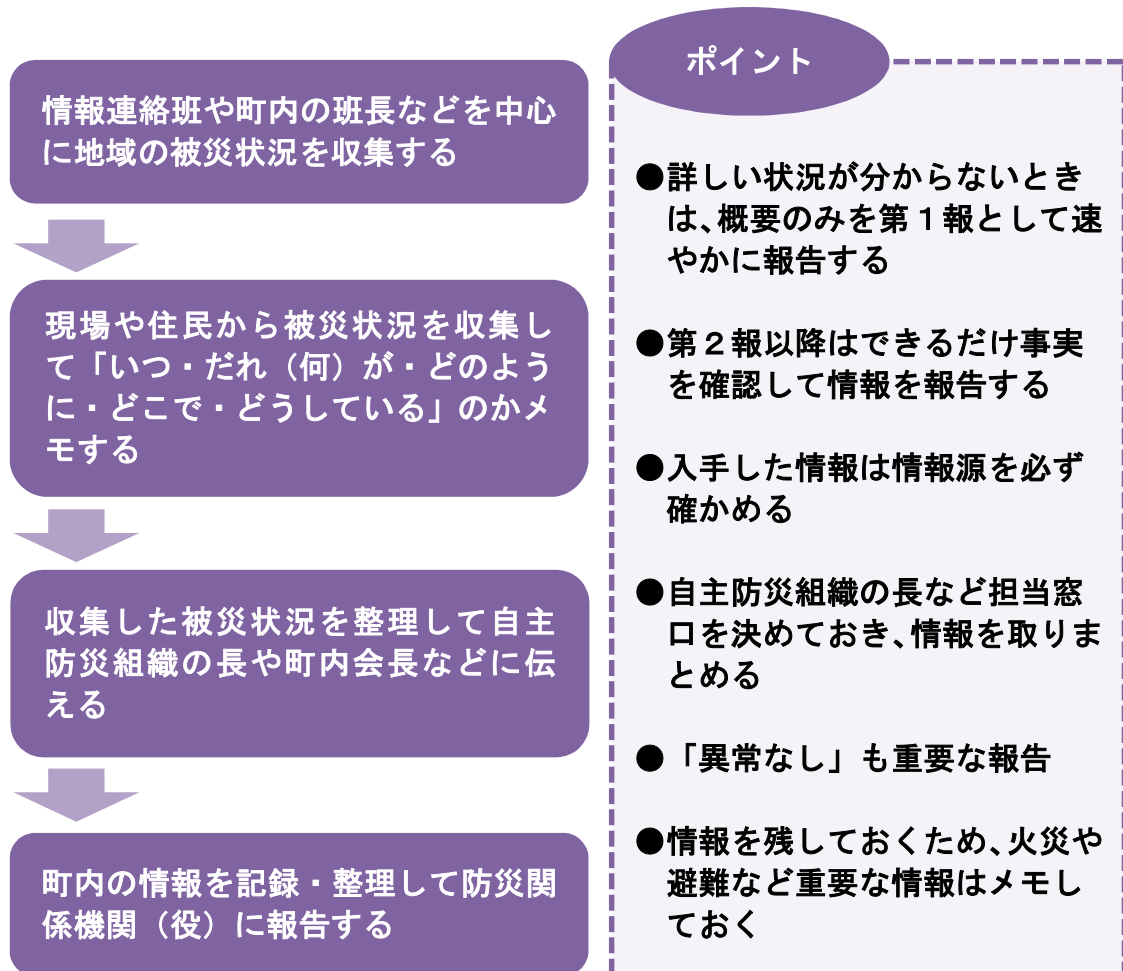 情報連絡班や町内の班長などを中心
に地域の被災状況を収集する
現場や住民から被災状況を収集し
て「いつ・だれ（何）が・どのよう
に・どこで・どうしている」のかメ
モする
収集した被災状況を整理して自主
防災組織の長や町内会長などに伝
える
町内の情報を記録・整理して防災関
係機関（役）に報告する
ポイント
●詳しい状況が分からないとき
は、概要のみを第１報として速
やかに報告する
●第２報以降はできるだけ事実
を確認して情報を報告する
●入手した情報は情報源を必ず
確かめる
●自主防災組織の長など担当窓
口を決めておき、情報を取りま
とめる
●「異常なし」も重要な報告
●情報を残しておくため、火災や
避難など重要な情報はメモし
ておく